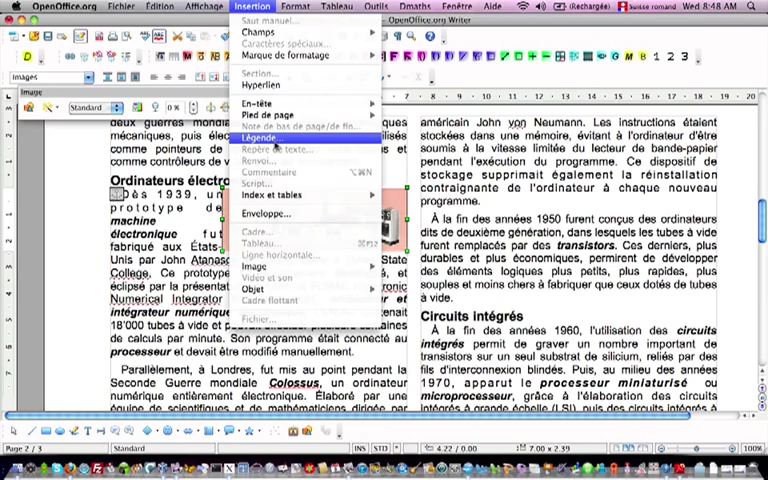 OpenOffice.org Fichier Édition Affichage Insertion Format Tableau Outils Dmaths Fenêtre Aide (Rechargée) Suisse romand Wed 8:48 AM
OpenOffice.org Writer
Saut manuel...
Champs
Caractères spéciaux...
Marque de formatage
Section...
Hyperlien
En-tête
Pied de page
Note de bas de page/de fin...
Légende...
Repère de texte...
Renvoi...
Commentaire ⌥⌘N
Script...
Index et tables
Enveloppe...
Cadre...
Tableau... ⌘F12
Ligne horizontale...
Image
Vidéo et son
Objet
Cadre flottant
Fichier...
Images
Image
Standard 0 %
deux guerres mondia
mécaniques, puis élec
comme pointeurs de
comme contrôleurs de v
Ordinateurs électro
Dès 1939, un
prototype de
machine
électronique fut
fabriqué aux États-
Unis par John Atanas State
College. Ce prototype et
éclipsé par la présentat ronic
Numerical Integrator r et
intégrateur numérique tenait
18'000 tubes à vide et pouvait effectuer plusieurs centaines
de calculs par minute. Son programme était connecté au
processeur et devait être modifié manuellement.
Parallèlement, à Londres, fut mis au point pendant la
Seconde Guerre mondiale Colossus, un ordinateur
numérique entièrement électronique. Élaboré par une
équipe de scientifiques et de mathématiciens dirigée par
américain John von Neumann. Les instructions étaient
stockées dans une mémoire, évitant à l'ordinateur d'être
soumis à la vitesse limitée du lecteur de bande-papier
pendant l'exécution du programme. Ce dispositif de
stockage supprimait également la réinstallation
contraignante de l'ordinateur à chaque nouveau
programme.
À la fin des années 1950 furent conçus des ordinateurs
dits de deuxième génération, dans lesquels les tubes à vide
furent remplacés par des transistors. Ces derniers, plus
durables et plus économiques, permirent de développer
des éléments logiques plus petits, plus rapides, plus
souples et moins chers à fabriquer que ceux dotés de tubes
à vide.
Circuits intégrés
À la fin des années 1960, l'utilisation des circuits
intégrés permit de graver un nombre important de
transistors sur un seul substrat de silicium, reliés par des
fils d'interconnexion blindés. Puis, au milieu des années
1970, apparut le processeur miniaturisé ou
microprocesseur, grâce à l'élaboration des circuits
intégrés à grande échelle (LSI), puis des circuits intégrés à
Page 2 / 3 Standard INS STD * 4.22 / 0.00 7.00 x 2.39 100%